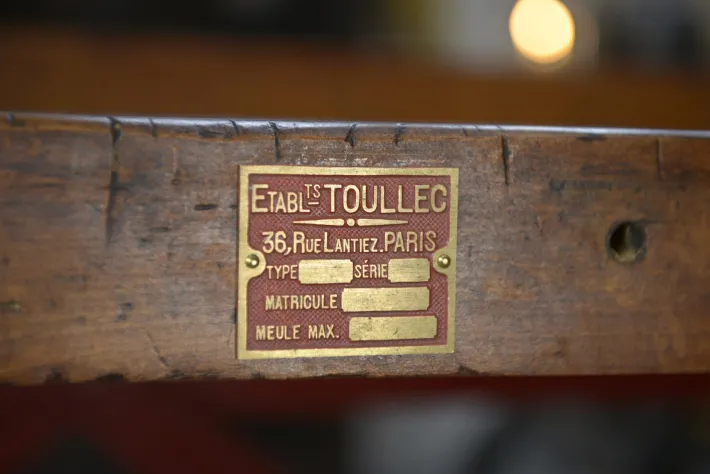 ETABLTS TOULLEC
36, RUE LANTIEZ. PARIS
TYPE SÉRIE
MATRICULE
MEULE MAX.